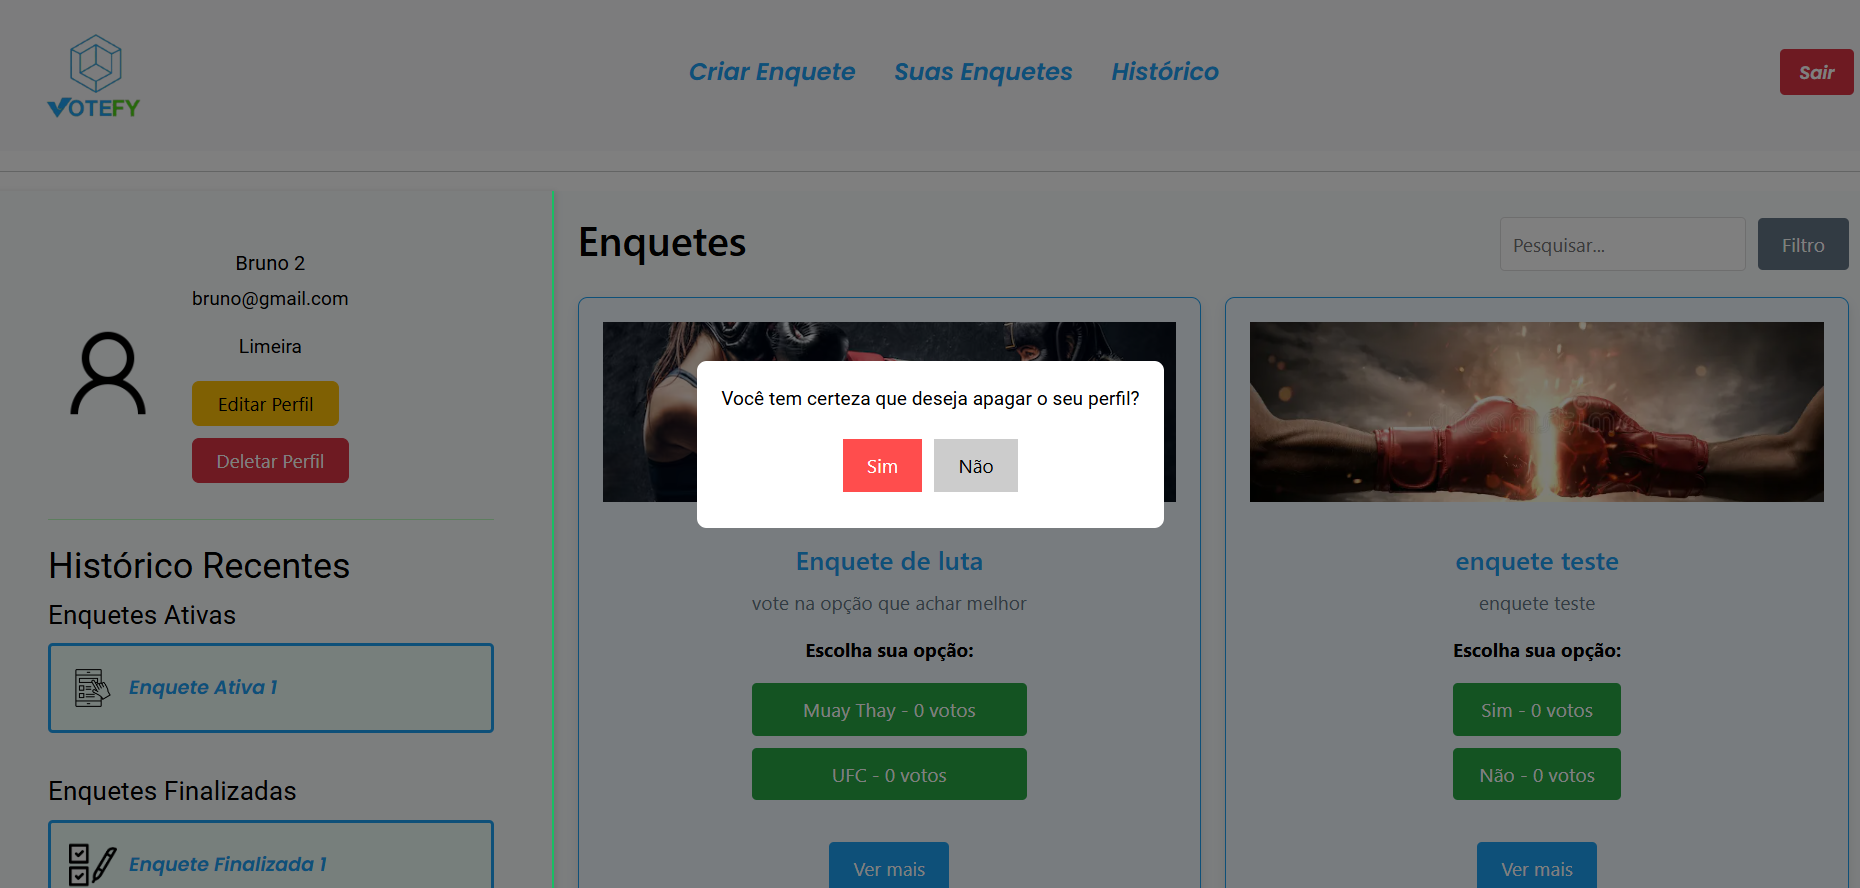 VOTEFY
Criar Enquete
Suas Enquetes
Histórico
Sair
Bruno 2
bruno@gmail.com
Limeira
Editar Perfil
Deletar Perfil
Histórico Recentes
Enquetes Ativas
Enquete Ativa 1
Enquetes Finalizadas
Enquete Finalizada 1
Enquetes
Pesquisar...
Filtro
Você tem certeza que deseja apagar o seu perfil?
Sim
Não
Enquete de luta
vote na opção que achar melhor
Escolha sua opção:
Muay Thay - 0 votos
UFC - 0 votos
Ver mais
enquete teste
enquete teste
Escolha sua opção:
Sim - 0 votos
Não - 0 votos
Ver mais